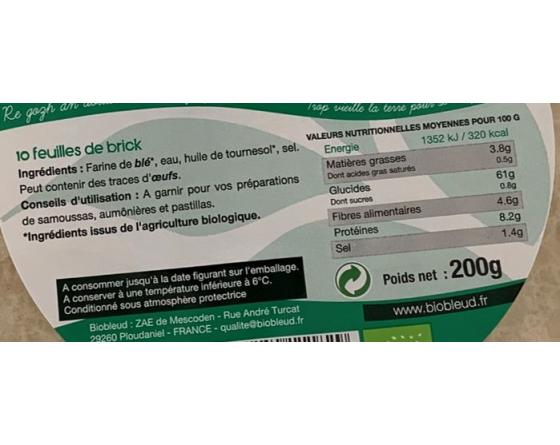 Re gozh an
Trop vieille la terre pour
10 feuilles de brick
Ingrédients : Farine de blé*, eau, huile de tournesol*, sel.
Peut contenir des traces d'œufs.
Conseils d'utilisation : A garnir pour vos préparations
de samoussas, aumônières et pastillas.
*Ingrédients issus de l'agriculture biologique.
A consommer jusqu'à la date figurant sur l'emballage.
A conserver à une température inférieure à 6°C.
Conditionné sous atmosphère protectrice
Biobleud : ZAE de Mescoden - Rue André Turcat
29260 Ploudaniel - FRANCE - qualite@biobleud.fr
VALEURS NUTRITIONNELLES MOYENNES POUR 100 G
Energie 1352 kJ / 320 kcal
Matières grasses 3.8g
Dont acides gras saturés 0.5g
Glucides 61g
Dont sucres 0.8g
Fibres alimentaires 4.6g
Protéines 8.2g
Sel 1.4g
Poids net : 200g
www.biobleud.fr